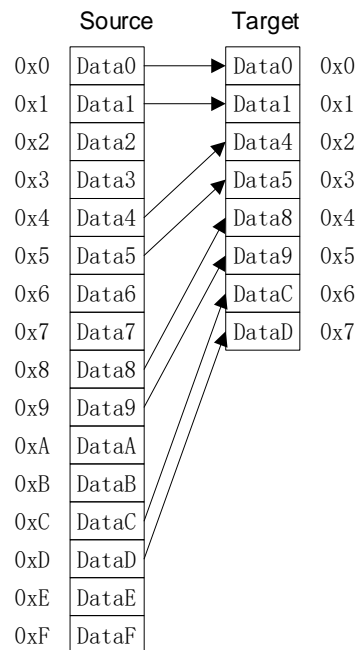 Source Target
0x0 Data0 Data0 0x0
0x1 Data1 Data1 0x1
0x2 Data2 Data4 0x2
0x3 Data3 Data5 0x3
0x4 Data4 Data8 0x4
0x5 Data5 Data9 0x5
0x6 Data6 DataC 0x6
0x7 Data7 DataD 0x7
0x8 Data8
0x9 Data9
0xA DataA
0xB DataB
0xC DataC
0xD DataD
0xE DataE
0xF DataF